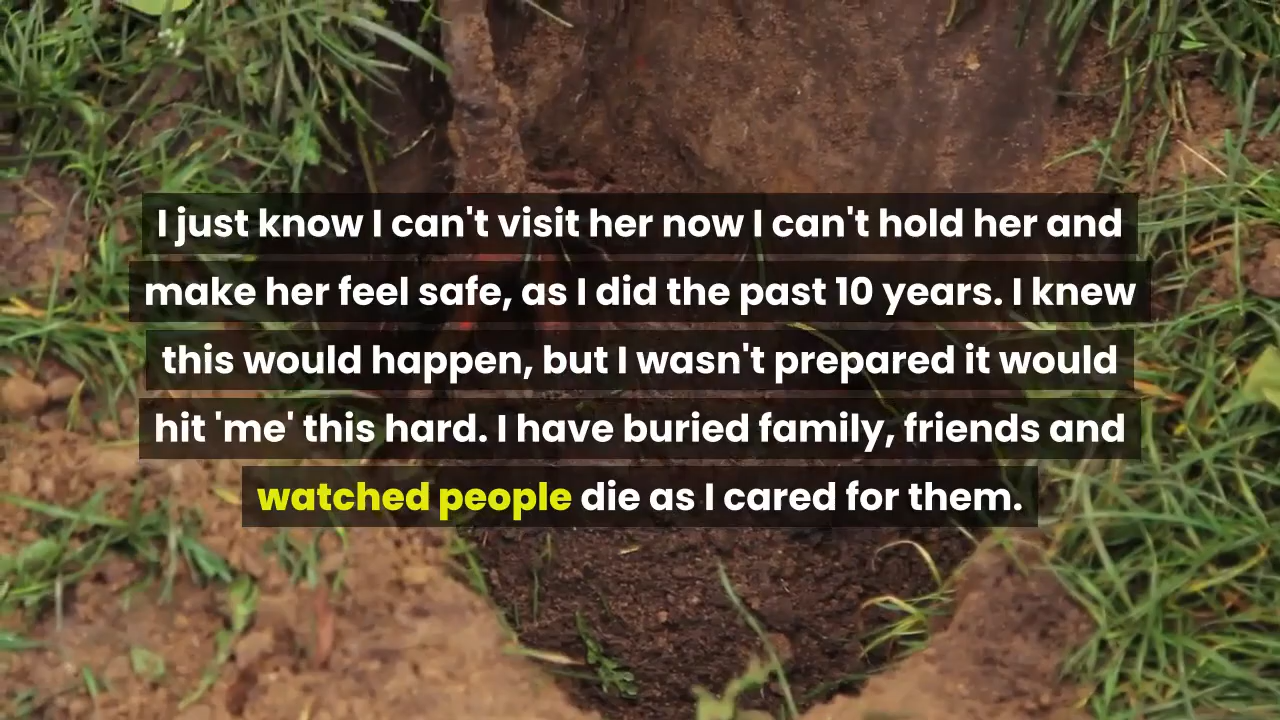 I just know I can't visit her now I can't hold her and
make her feel safe, as I did the past 10 years. I knew
this would happen, but I wasn't prepared it would
hit 'me' this hard. I have buried family, friends and
watched people die as I cared for them.